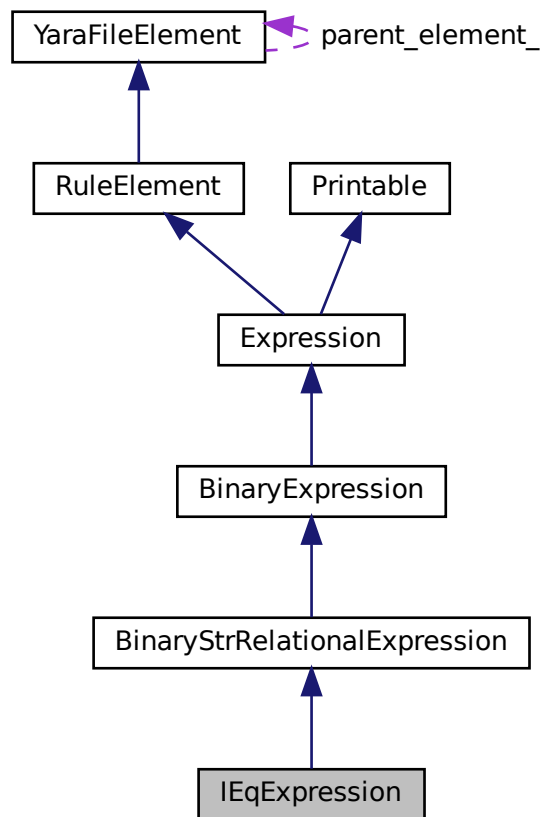 YaraFileElement
parent_element_
RuleElement
Printable
Expression
BinaryExpression
BinaryStrRelationalExpression
IEqExpression